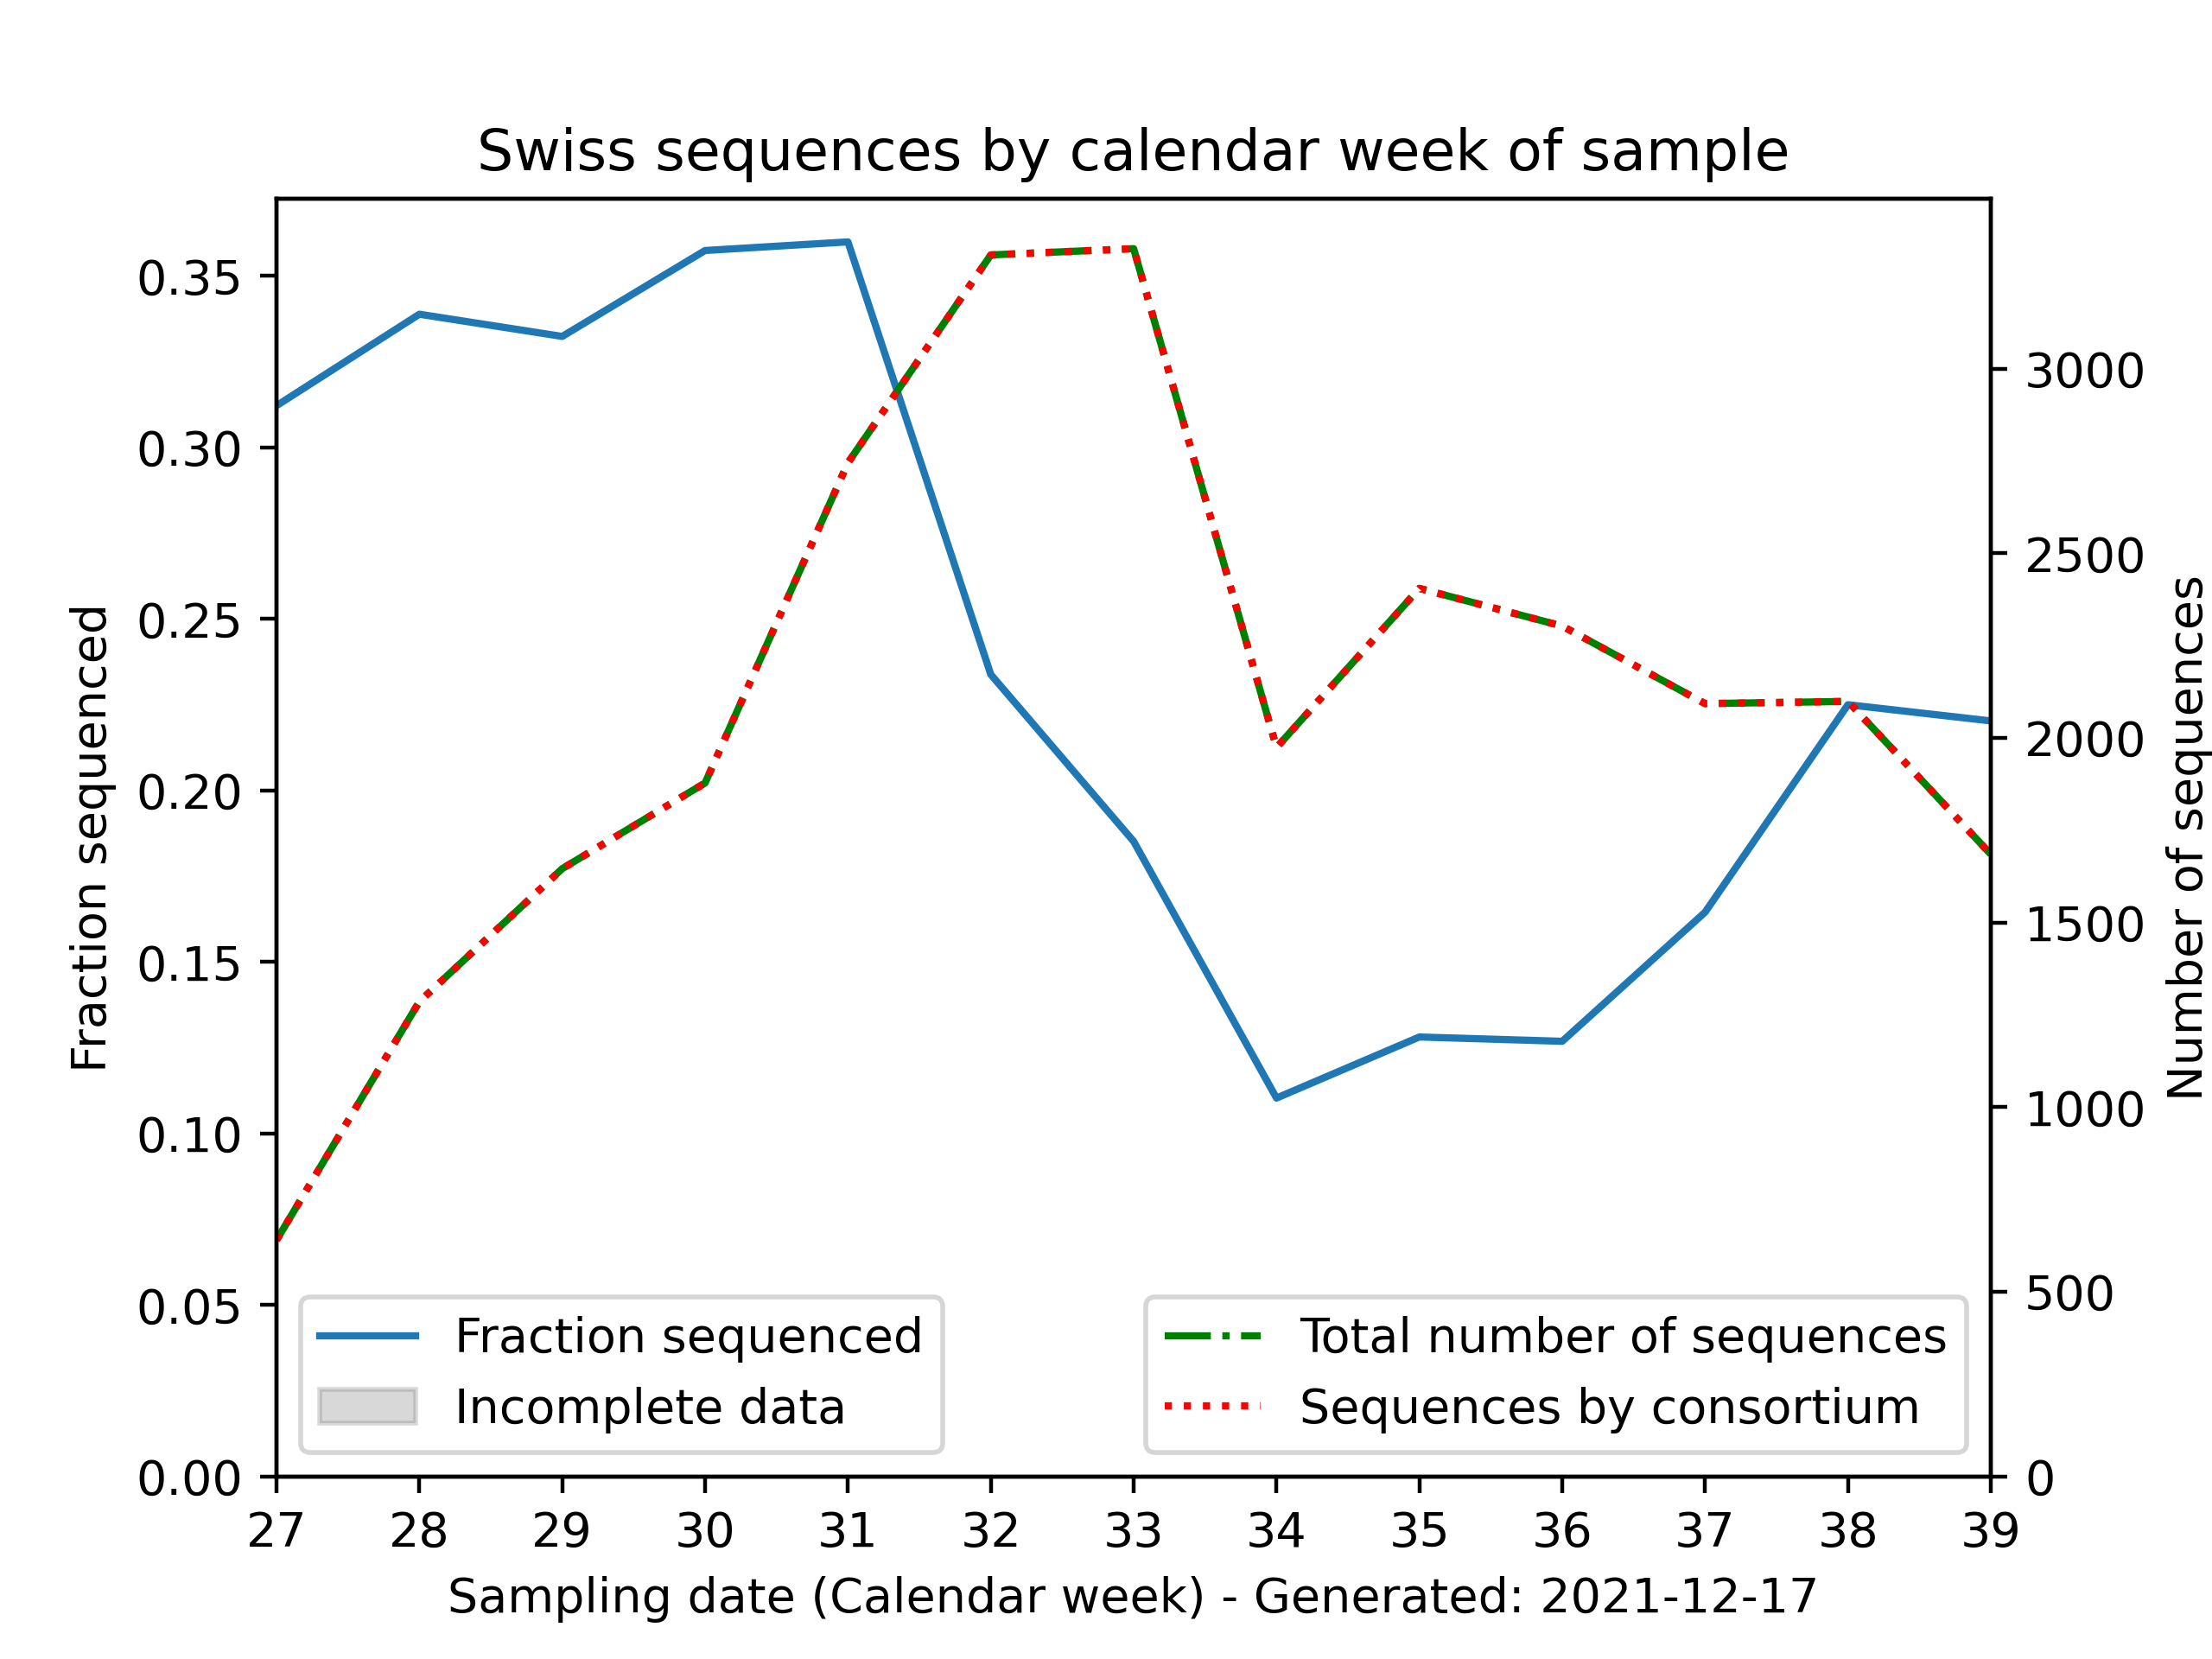 Swiss sequences by calendar week of sample
0.35
0.30
0.25
0.20
0.15
0.10
0.05
0.00
Fraction sequenced
3000
2500
2000
1500
1000
500
0
Number of sequences
Fraction sequenced
Incomplete data
Total number of sequences
Sequences by consortium
27 28 29 30 31 32 33 34 35 36 37 38 39
Sampling date (Calendar week) - Generated: 2021-12-17